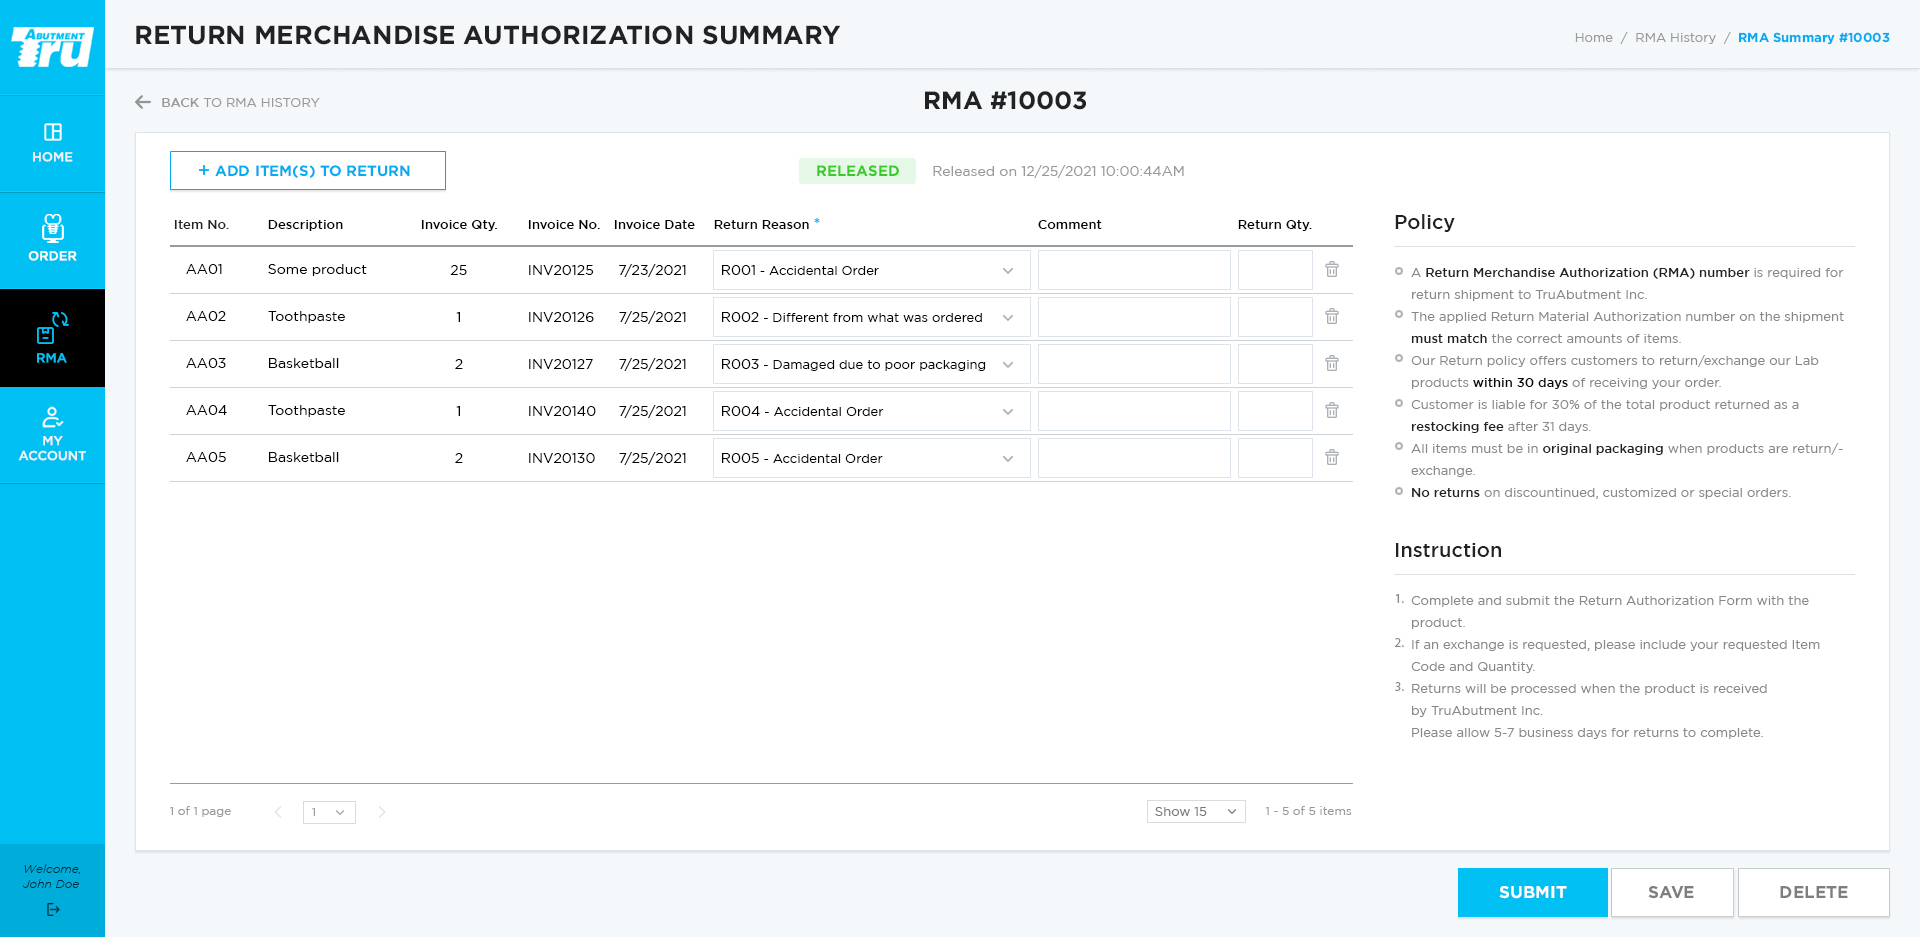 ABUTMENT
Tru
RETURN MERCHANDISE AUTHORIZATION SUMMARY
Home / RMA History / RMA Summary #10003
BACK TO RMA HISTORY
RMA #10003
HOME
ORDER
RMA
MY
ACCOUNT
Welcome,
John Doe
+ ADD ITEM(S) TO RETURN
RELEASED Released on 12/25/2021 10:00:44AM
Item No. Description Invoice Qty. Invoice No. Invoice Date Return Reason * Comment Return Qty.
AA01 Some product 25 INV20125 7/23/2021 R001 - Accidental Order
AA02 Toothpaste 1 INV20126 7/25/2021 R002 - Different from what was ordered
AA03 Basketball 2 INV20127 7/25/2021 R003 - Damaged due to poor packaging
AA04 Toothpaste 1 INV20140 7/25/2021 R004 - Accidental Order
AA05 Basketball 2 INV20130 7/25/2021 R005 - Accidental Order
1 of 1 page 1 Show 15 1 - 5 of 5 items
Policy
A Return Merchandise Authorization (RMA) number is required for
return shipment to TruAbutment Inc.
The applied Return Material Authorization number on the shipment
must match the correct amounts of items.
Our Return policy offers customers to return/exchange our Lab
products within 30 days of receiving your order.
Customer is liable for 30% of the total product returned as a
restocking fee after 31 days.
All items must be in original packaging when products are return/-
exchange.
No returns on discountinued, customized or special orders.
Instruction
1. Complete and submit the Return Authorization Form with the
product.
2. If an exchange is requested, please include your requested Item
Code and Quantity.
3. Returns will be processed when the product is received
by TruAbutment Inc.
Please allow 5-7 business days for returns to complete.
SUBMIT SAVE DELETE